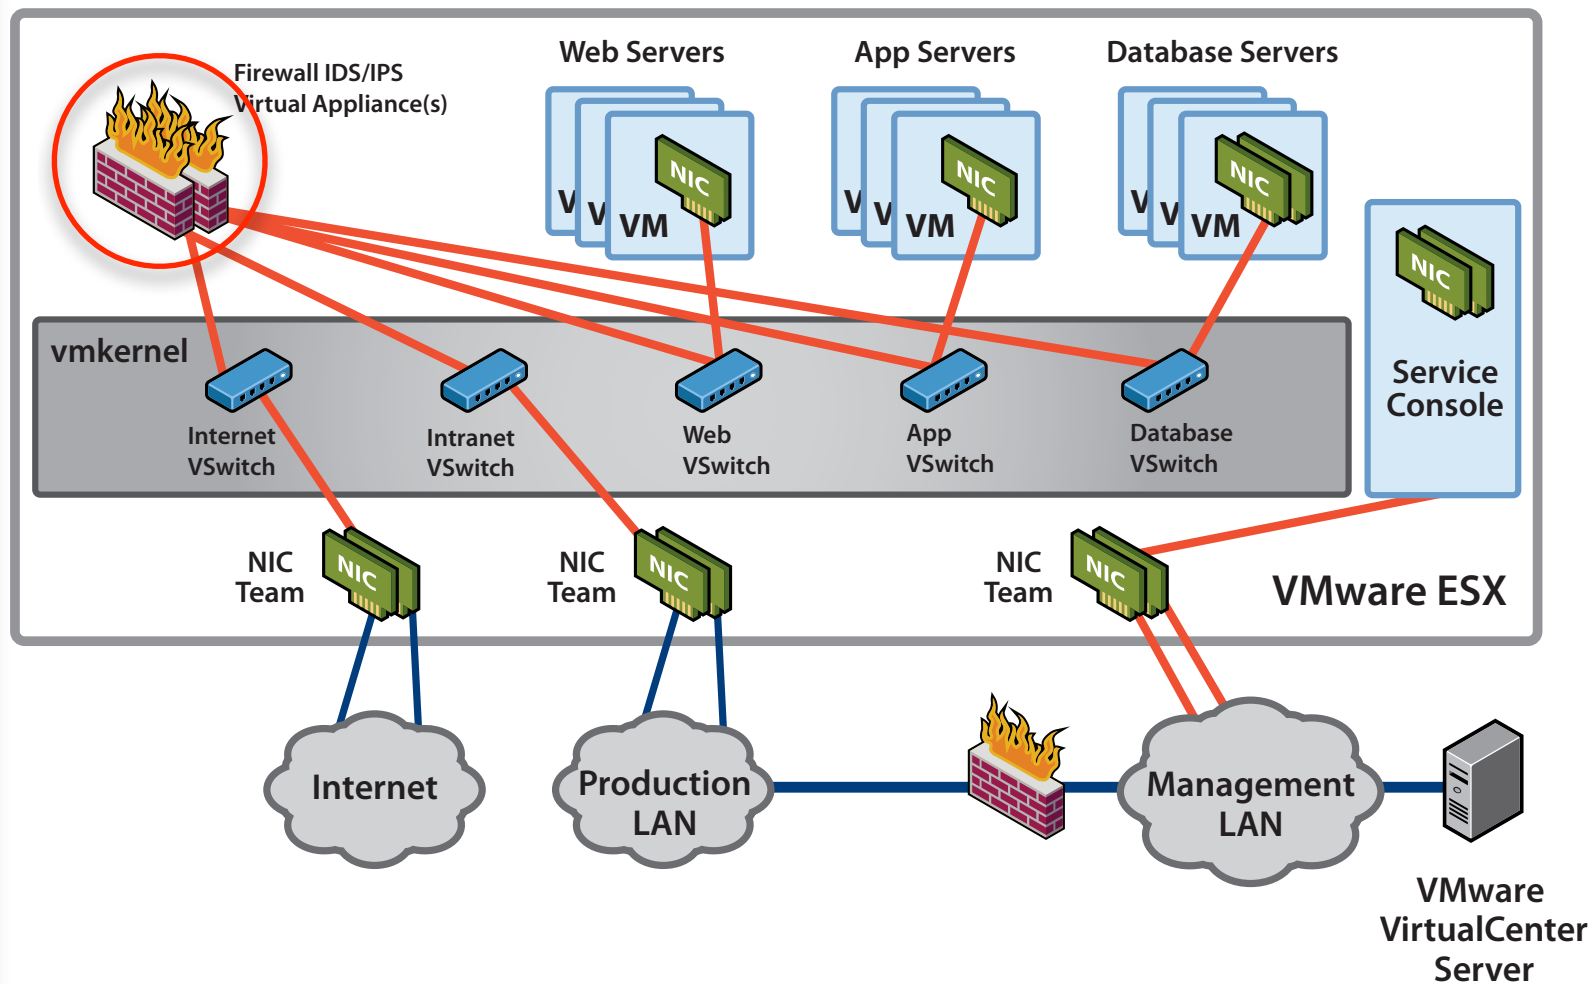 Firewall IDS/IPS
Virtual Appliance(s)
Web Servers
App Servers
Database Servers
V
V
VM
NIC
V
V
VM
NIC
V
V
VM
NIC
NIC
Service
Console
vmkernel
Internet
VSwitch
Intranet
VSwitch
Web
VSwitch
App
VSwitch
Database
VSwitch
NIC
Team
NIC
NIC
Team
NIC
NIC
Team
NIC
VMware ESX
Internet
Production
LAN
Management
LAN
VMware
VirtualCenter
Server